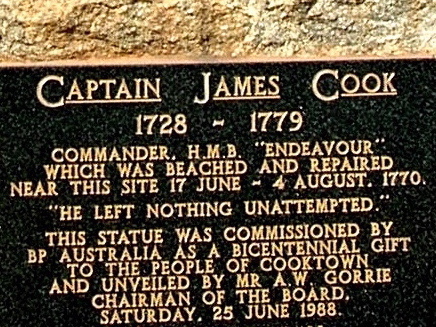 CAPTAIN JAMES COOK
1728 ~ 1779
COMMANDER, H.M.B. "ENDEAVOUR"
WHICH WAS BEACHED AND REPAIRED
NEAR THIS SITE 17 JUNE ~ 4 AUGUST, 1770.
"HE LEFT NOTHING UNATTEMPTED."
THIS STATUE WAS COMMISSIONED BY
BP AUSTRALIA AS A BICENTENNIAL GIFT
TO THE PEOPLE OF COOKTOWN
AND UNVEILED BY MR A.W. GORRIE
CHAIRMAN OF THE BOARD,
SATURDAY, 25 JUNE 1988.